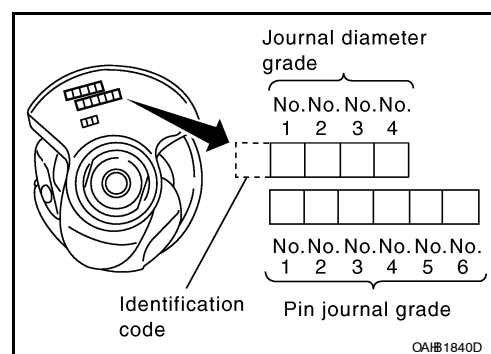 Journal diameter
grade
No. No. No. No.
1 2 3 4
No. No. No. No. No. No.
1 2 3 4 5 6
Identification
code
Pin journal grade
QAHB1840D